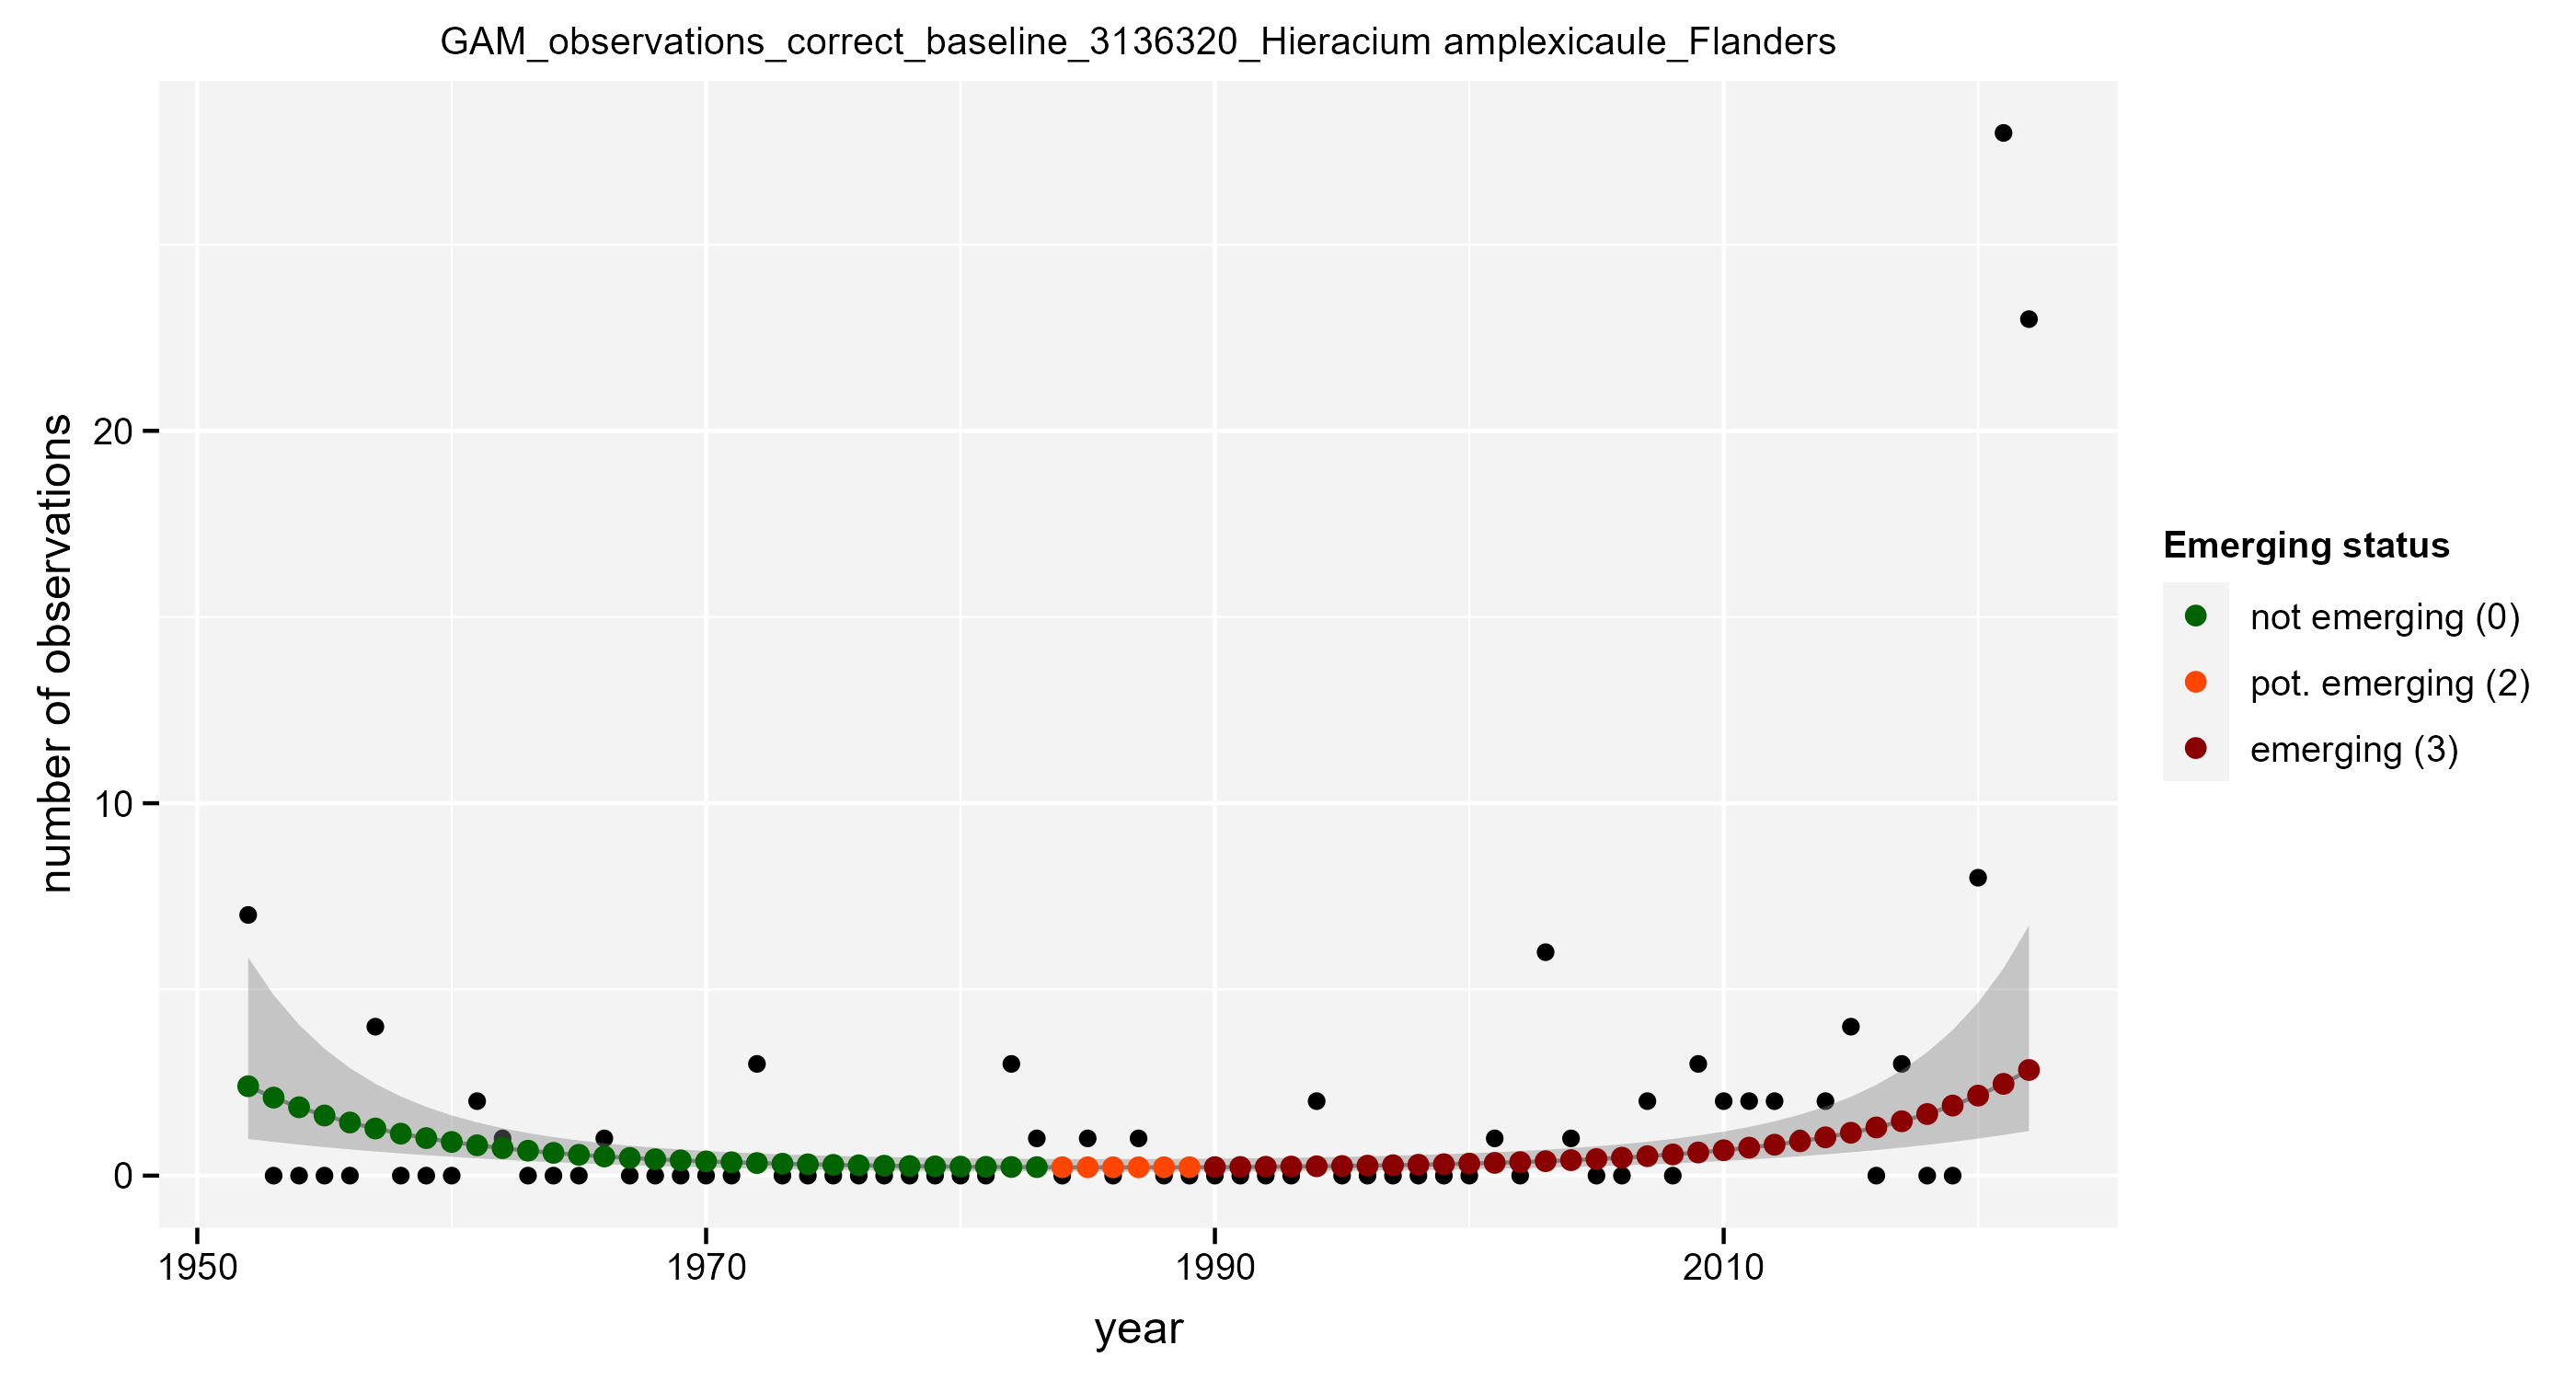 GAM_observations_correct_baseline_3136320_Hieracium amplexicaule_Flanders
number of observations
20
10
0
1950
1970
1990
2010
year
Emerging status
not emerging (0)
pot. emerging (2)
emerging (3)